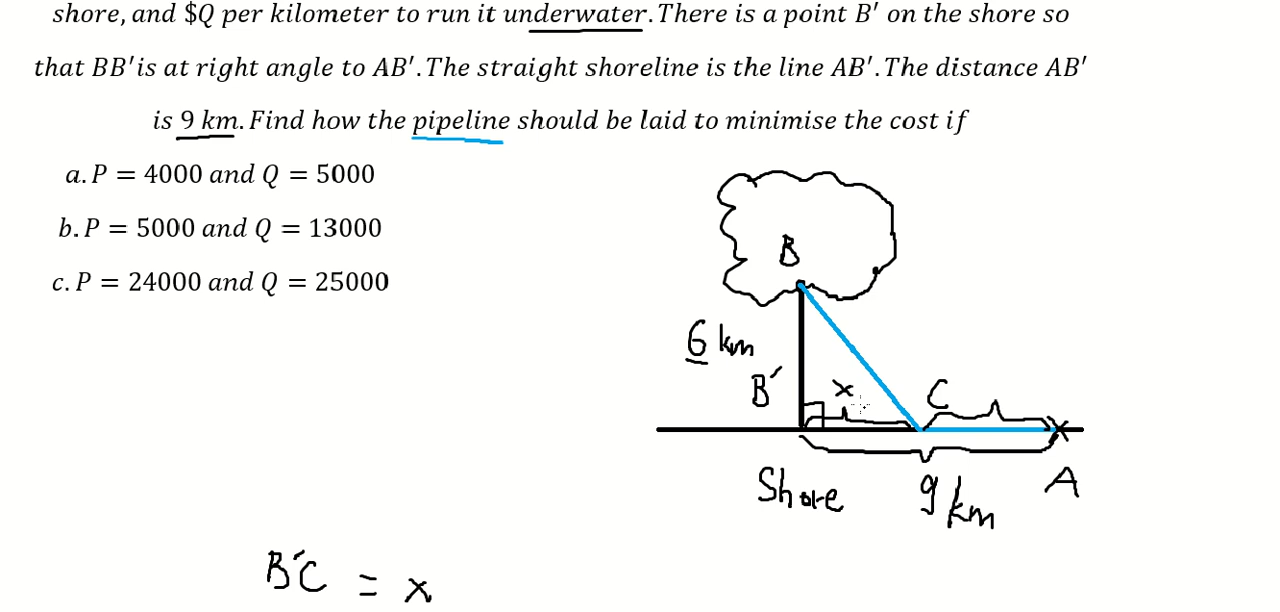 shore, and $Q per kilometer to run it underwater. There is a point B′ on the shore so
that BB′is at right angle to AB′. The straight shoreline is the line AB′. The distance AB′
is 9 km. Find how the pipeline should be laid to minimise the cost if
a. P = 4000 and Q = 5000
b. P = 5000 and Q = 13000
c. P = 24000 and Q = 25000
B
6 km
B′
x
C
Shore
9 km
A
B′C = x